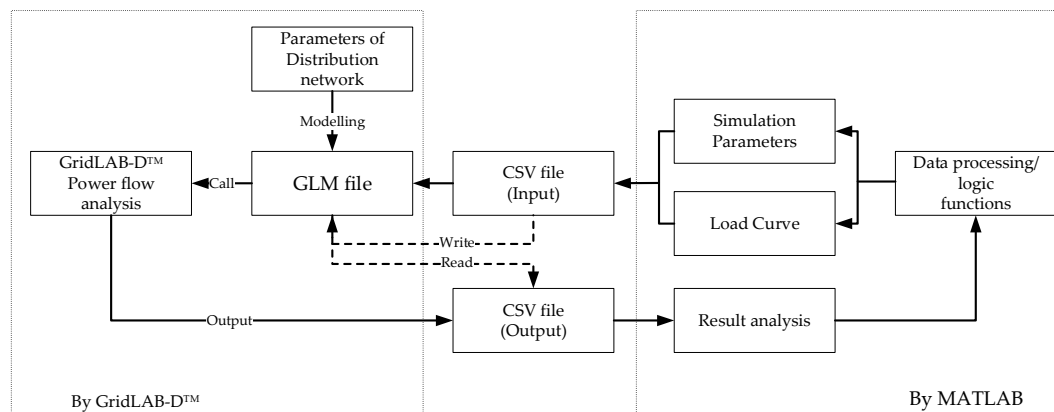 Parameters of
Distribution
network
Modelling
GridLAB-D™
Power flow
analysis
Call
GLM file
CSV file
(Input)
Simulation
Parameters
Load Curve
Data processing/
logic
functions
Write
Read
Output
CSV file
(Output)
Result analysis
By GridLAB-D™
By MATLAB